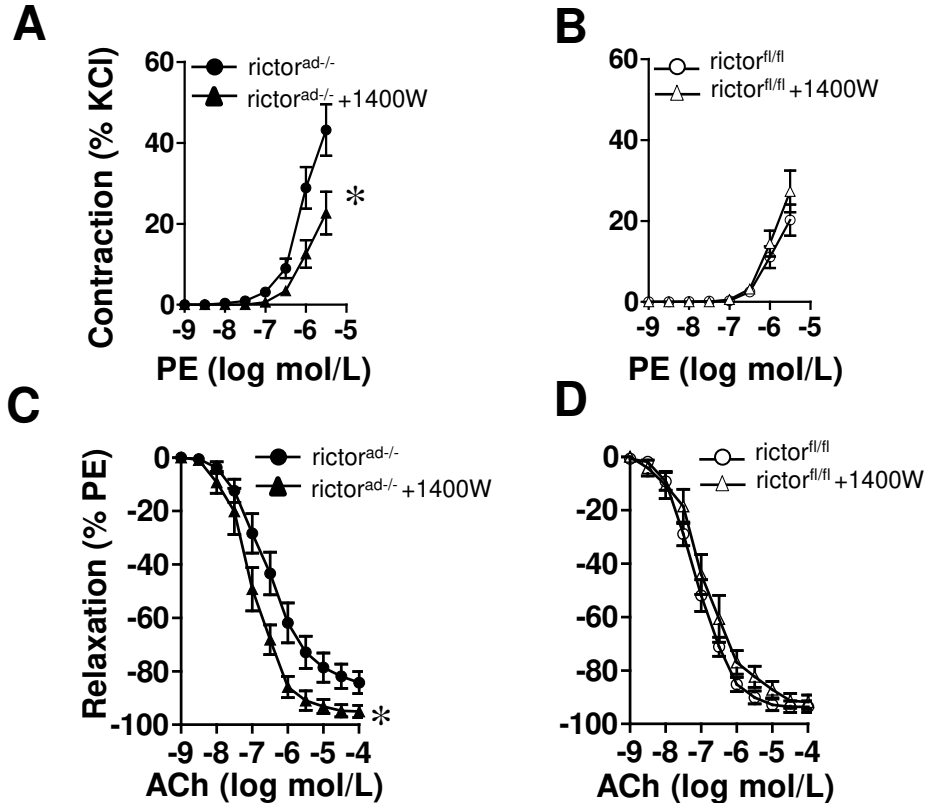 A
Contraction (% KCl)
60
40
20
0
rictor^ad-/-
rictor^ad-/- +1400W
*
-9 -8 -7 -6 -5
PE (log mol/L)
B
60
40
20
0
rictor^fl/fl
rictor^fl/fl +1400W
-9 -8 -7 -6 -5
PE (log mol/L)
C
Relaxation (% PE)
0
-20
-40
-60
-80
-100
rictor^ad-/-
rictor^ad-/- +1400W
*
-9 -8 -7 -6 -5 -4
ACh (log mol/L)
D
0
-20
-40
-60
-80
-100
rictor^fl/fl
rictor^fl/fl +1400W
-9 -8 -7 -6 -5 -4
ACh (log mol/L)